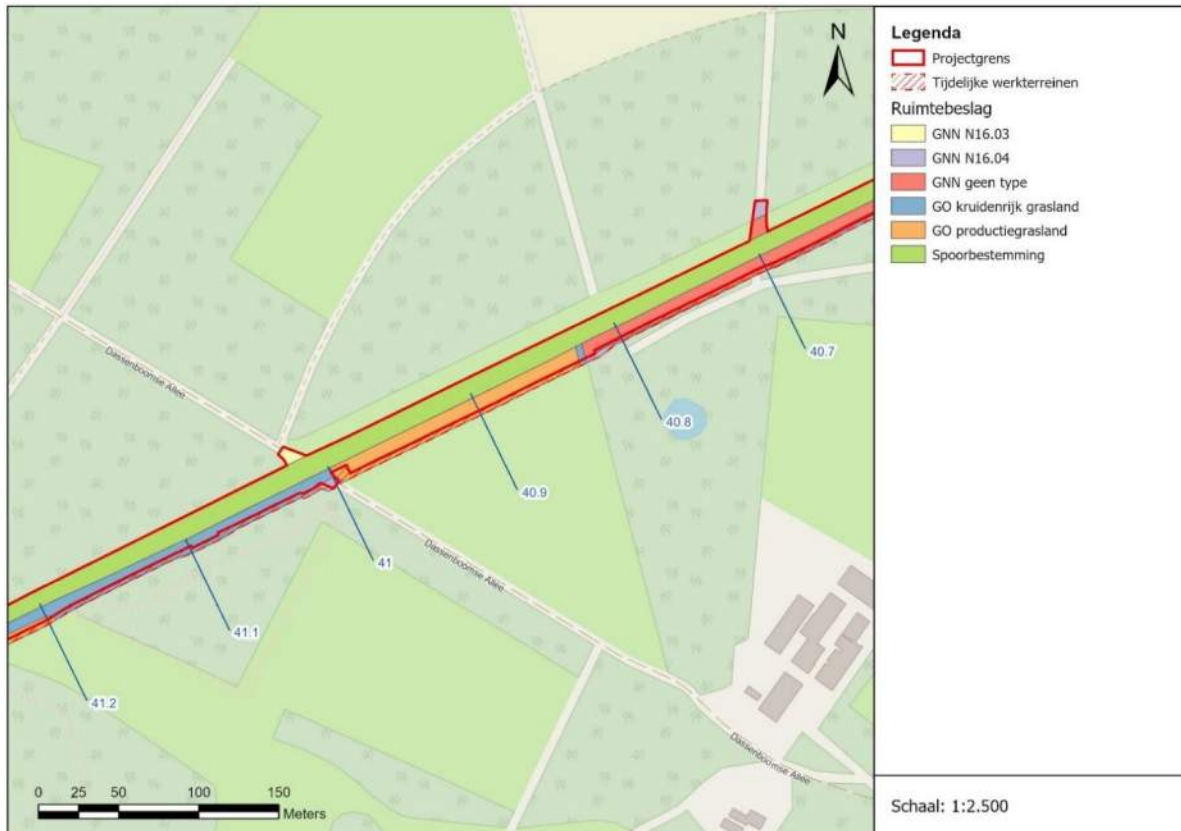 N
Dassenboomse Allee
40.7
40.8
40.9
41
Dassenboomse Allee
41.1
41.2
Dassenboomse Allee
0 50 100 150
Meters
Legenda
Projectgrens
Tijdelijke werkterreinen
Ruimtebeslag
GNN N16.03
GNN N16.04
GNN geen type
GO kruidenrijk grasland
GO productiegrasland
Spoorbestemming
Schaal: 1:2.500